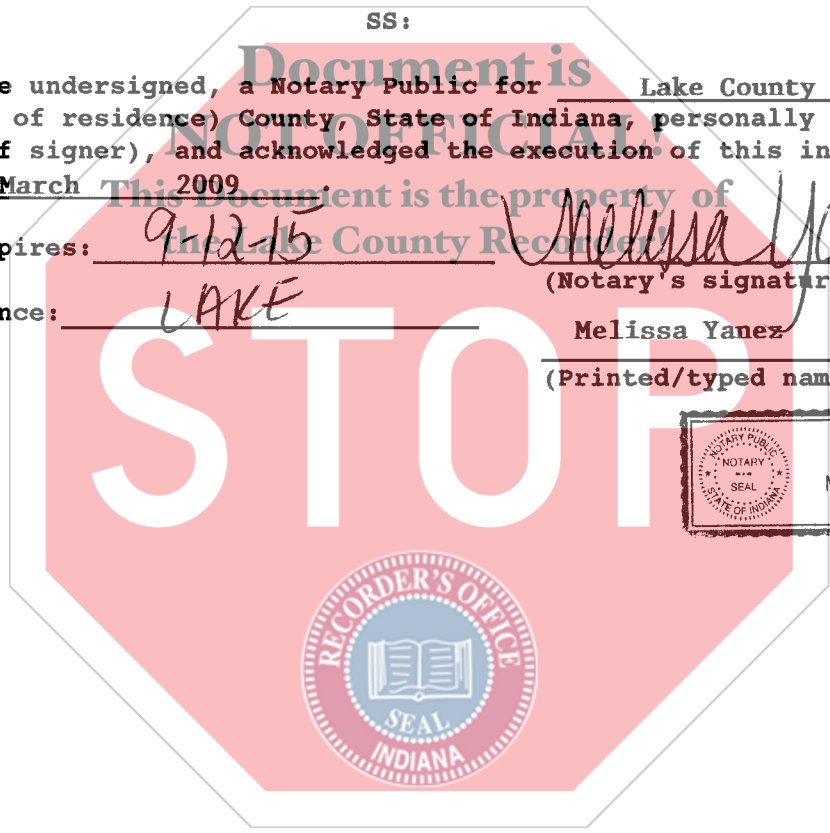 SS:
Document is
e undersigned, a Notary Public for Lake County
of residence) County, State of Indiana, personally
NOT OFFICIAL!
f signer), and acknowledged the execution of this in
March 2009 .
This Document is the property of
the Lake County Recorder!
pires: 9-12-15
Melissa
(Notary's signatur
nce: LAKE
Melissa Yanez
(Printed/typed nam
STOP
NOTARY PUBLIC
NOTARY
SEAL
STATE OF INDIANA
RECORDER'S OFFICE
SEAL
INDIANA